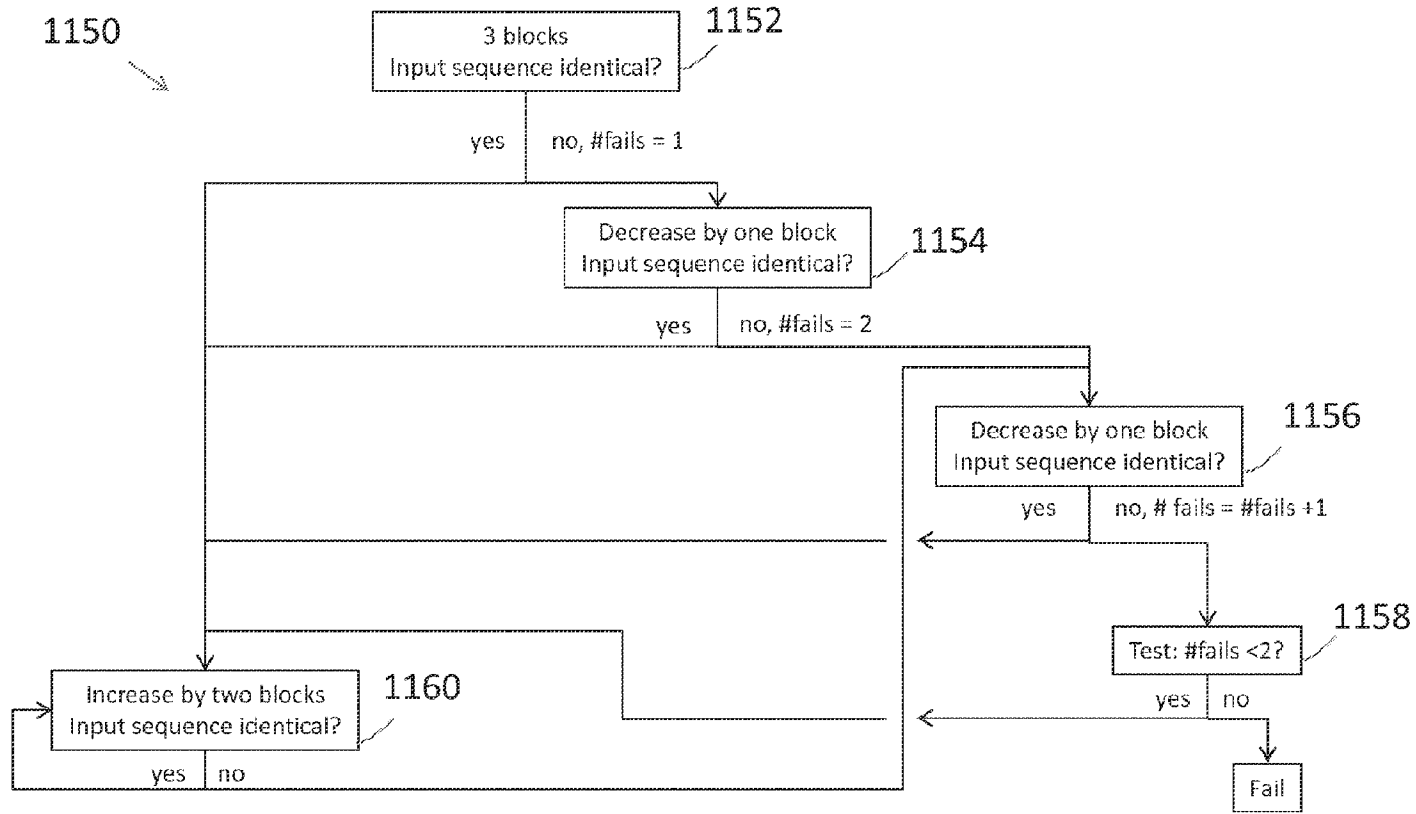 1150
3 blocks
Input sequence identical?
1152
yes
no, #fails = 1
Decrease by one block
Input sequence identical?
1154
yes
no, #fails = 2
Decrease by one block
Input sequence identical?
1156
yes
no, # fails = #fails +1
Test: #fails <2?
1158
yes
no
Fail
Increase by two blocks
Input sequence identical?
1160
yes
no